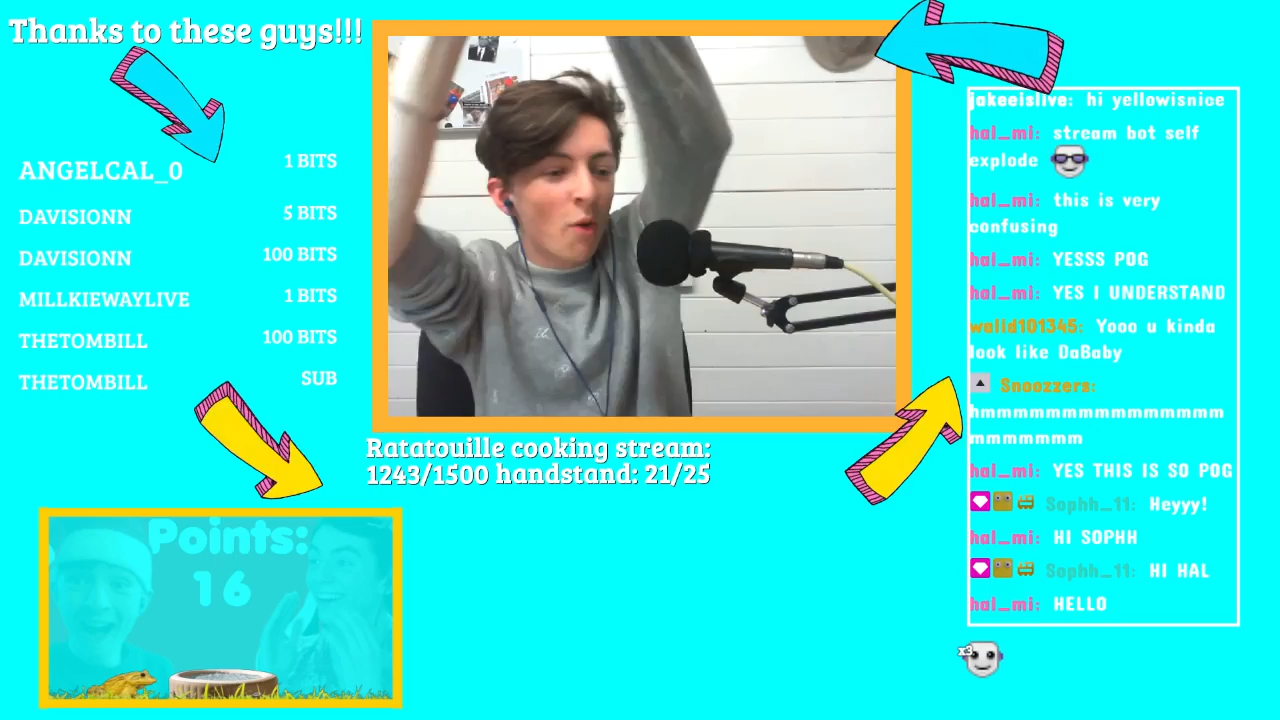 Thanks to these guys!!!
ANGELCAL_0 1 BITS
DAVISIONN 5 BITS
DAVISIONN 100 BITS
MILLKIEWAYLIVE 1 BITS
THETOMBILL 100 BITS
THETOMBILL SUB
Ratatouille cooking stream:
1243/1500 handstand: 21/25
Points:
16
jakeeislive: hi yellowisnice
hal_mi: stream bot self
explode
hal_mi: this is very
confusing
hal_mi: YESSS POG
hal_mi: YES I UNDERSTAND
walid101345: Yooo u kinda
look like DaBaby
Snoozzers:
hmmmmmmmmmmmmmmm
mmmmmmm
hal_mi: YES THIS IS SO POG
Sophh_11: Heyyy!
hal_mi: HI SOPHH
Sophh_11: HI HAL
hal_mi: HELLO
x3